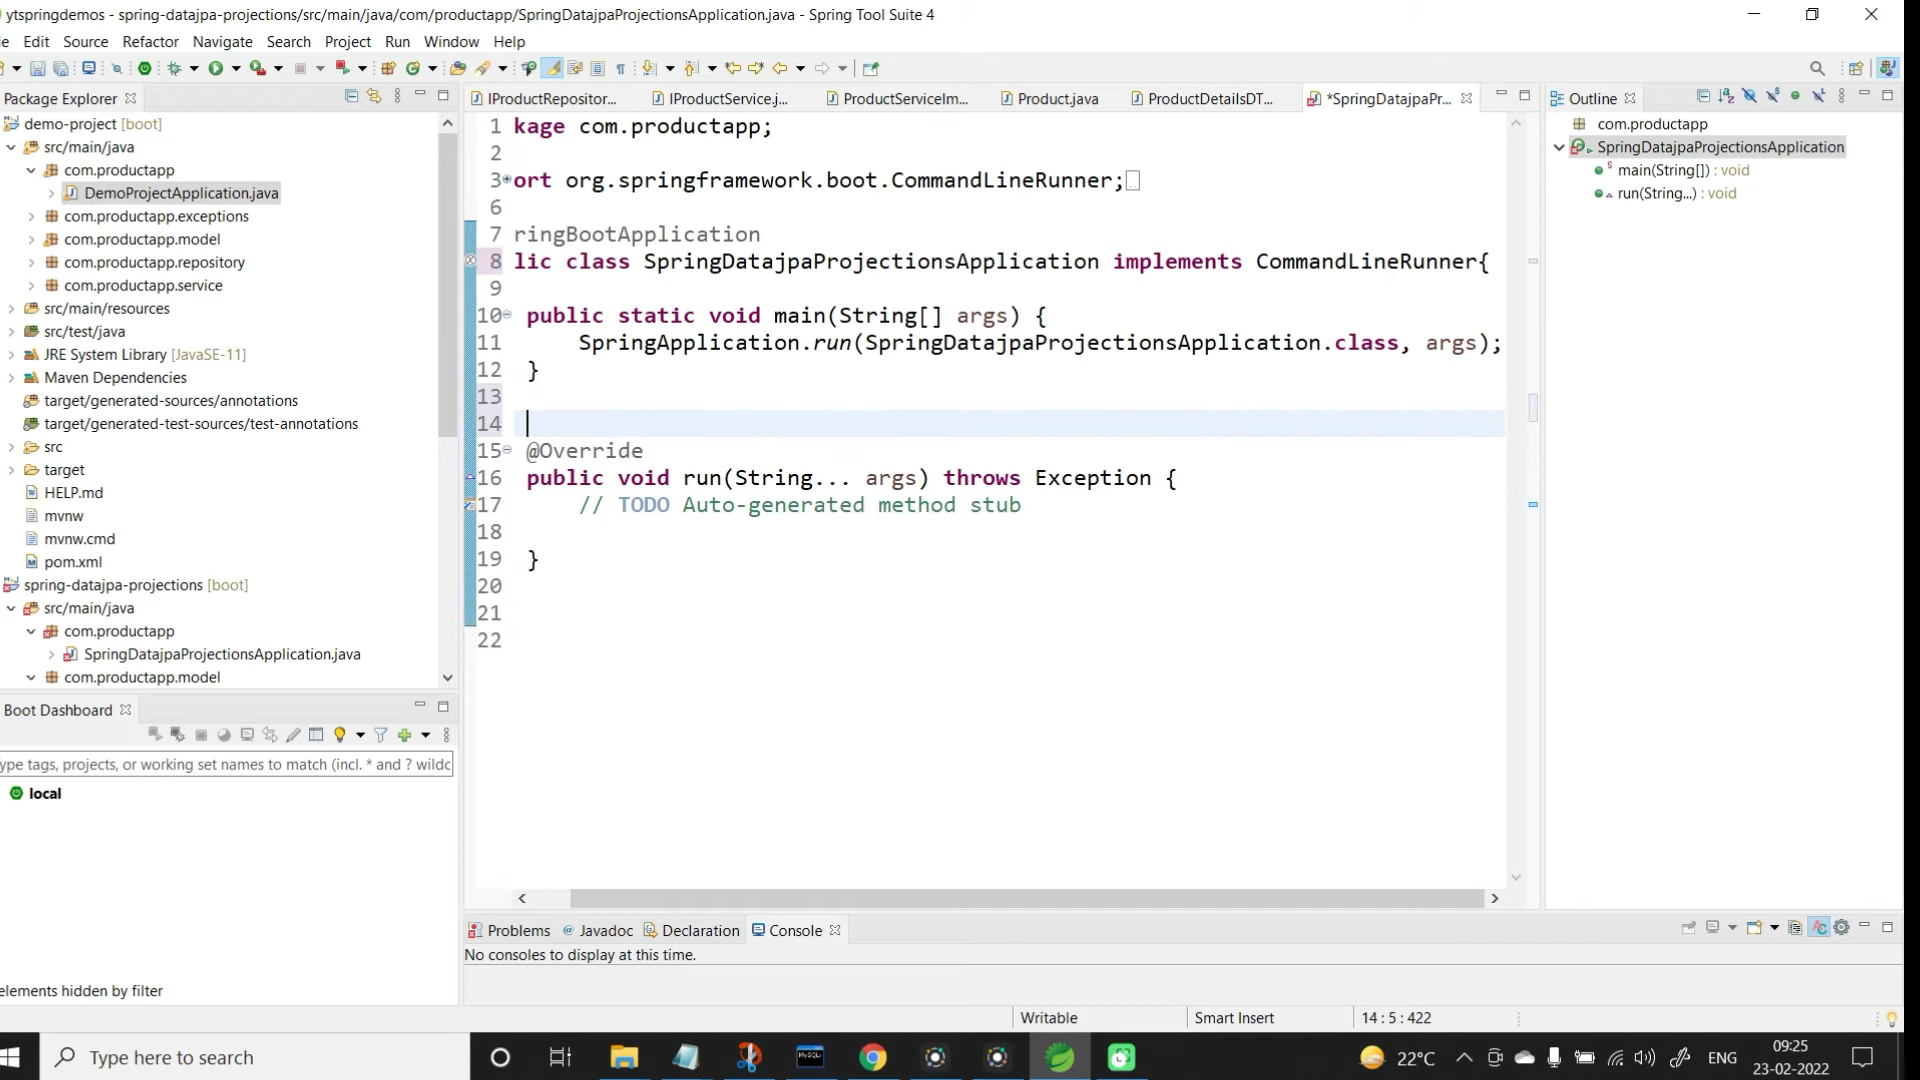 ytspringdemos - spring-datajpa-projections/src/main/java/com/productapp/SpringDatajpaProjectionsApplication.java - Spring Tool Suite 4
Edit Source Refactor Navigate Search Project Run Window Help
Package Explorer
demo-project [boot]
src/main/java
com.productapp
DemoProjectApplication.java
com.productapp.exceptions
com.productapp.model
com.productapp.repository
com.productapp.service
src/main/resources
src/test/java
JRE System Library [JavaSE-11]
Maven Dependencies
target/generated-sources/annotations
target/generated-test-sources/test-annotations
src
target
HELP.md
mvnw
mvnw.cmd
pom.xml
spring-datajpa-projections [boot]
src/main/java
com.productapp
SpringDatajpaProjectionsApplication.java
com.productapp.model
Boot Dashboard
ype tags, projects, or working set names to match (incl. * and ? wildc
local
elements hidden by filter
IProductRepositor... IProductService.j... ProductServiceIm... Product.java ProductDetailsDT... *SpringDatajpaPr...
1 kage com.productapp;
2
3 ort org.springframework.boot.CommandLineRunner;
6
7 ringBootApplication
8 lic class SpringDatajpaProjectionsApplication implements CommandLineRunner{
9
10 public static void main(String[] args) {
11 SpringApplication.run(SpringDatajpaProjectionsApplication.class, args);
12 }
13
14
15 @Override
16 public void run(String... args) throws Exception {
17 // TODO Auto-generated method stub
18
19 }
20
21
22
Problems @ Javadoc Declaration Console
No consoles to display at this time.
Outline
com.productapp
SpringDatajpaProjectionsApplication
main(String[]) : void
run(String...) : void
Writable Smart Insert 14 : 5 : 422
Type here to search
MySQL
22°C
ENG
09:25
23-02-2022